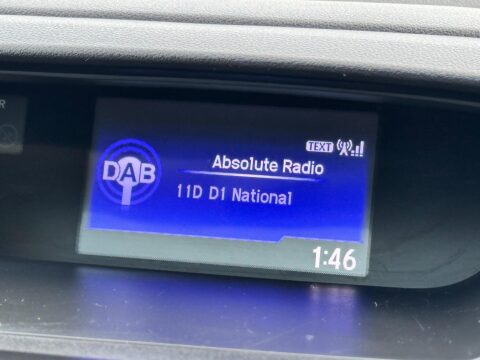 R
TEXT
DAB
Absolute Radio
11D D1 National
1:46